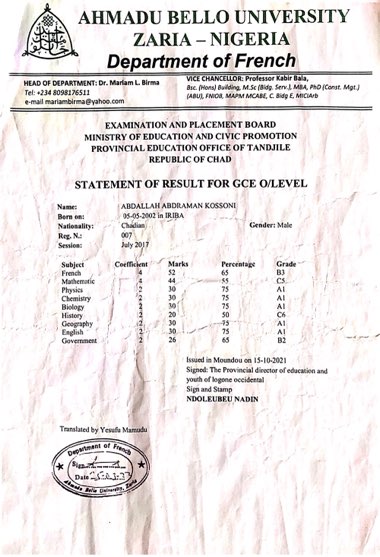 AHMADU BELLO UNIVERSITY
ZARIA – NIGERIA
Department of French
HEAD OF DEPARTMENT: Dr. Mariam L. Birma
Tel: +234 8098176511
e-mail mariambirma@yahoo.com
VICE CHANCELLOR: Professor Kabir Bala,
Bsc. (Hons) Building, M.Sc (Bldg. Serv.), MBA, PhD (Const. Mgt.)
(ABU), FNIOB, MAPM MCABE, C. Bldg E, MICIArb
EXAMINATION AND PLACEMENT BOARD
MINISTRY OF EDUCATION AND CIVIC PROMOTION
PROVINCIAL EDUCATION OFFICE OF TANDJILE
REPUBLIC OF CHAD
STATEMENT OF RESULT FOR GCE O/LEVEL
Name: ABDALLAH ABDRAMAN KOSSONI
Born on: 05-05-2002 in IRIBA
Nationality: Chadian Gender: Male
Reg. N.: 007
Session: July 2017
Subject Coefficient Marks Percentage Grade
French 4 52 65 B3
Mathematic 4 44 55 C5
Physics 2 30 75 A1
Chemistry 2 30 75 A1
Biology 2 30 75 A1
History 2 20 50 C6
Geography 2 30 75 A1
English 2 30 75 A1
Government 2 26 65 B2
Issued in Moundou on 15-10-2021
Signed: The Provincial director of education and
youth of logone occidental
Sign and Stamp
NDOLEUBEU NADIN
Translated by Yesufu Mamudu
Department of French
Sign
Date
Ahmadu Bello University, Zaria